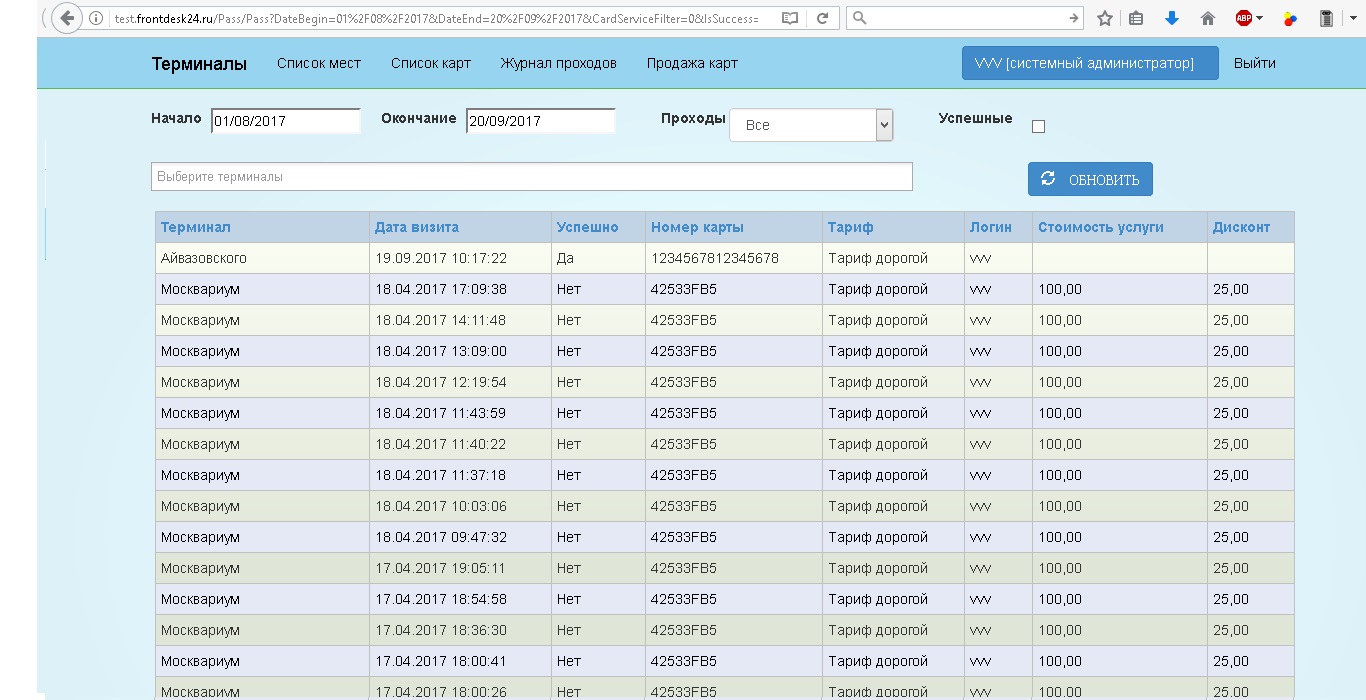 test.frontdesk24.ru/Pass/Pass?DateBegin=01%2F08%2F2017&DateEnd=20%2F09%2F2017&CardServiceFilter=0&IsSuccess=
ABP
Терминалы Список мест Список карт Журнал проходов Продажа карт VVV [системный администратор] Выйти
Начало 01/08/2017 Окончание 20/09/2017 Проходы Все Успешные
Выберите терминалы ОБНОВИТЬ
Терминал Дата визита Успешно Номер карты Тариф Логин Стоимость услуги Дисконт
Айвазовского 19.09.2017 10:17:22 Да 1234567812345678 Тариф дорогой VVV
Москвариум 18.04.2017 17:09:38 Нет 42533FB5 Тариф дорогой VVV 100,00 25,00
Москвариум 18.04.2017 14:11:48 Нет 42533FB5 Тариф дорогой VVV 100,00 25,00
Москвариум 18.04.2017 13:09:00 Нет 42533FB5 Тариф дорогой VVV 100,00 25,00
Москвариум 18.04.2017 12:19:54 Нет 42533FB5 Тариф дорогой VVV 100,00 25,00
Москвариум 18.04.2017 11:43:59 Нет 42533FB5 Тариф дорогой VVV 100,00 25,00
Москвариум 18.04.2017 11:40:22 Нет 42533FB5 Тариф дорогой VVV 100,00 25,00
Москвариум 18.04.2017 11:37:18 Нет 42533FB5 Тариф дорогой VVV 100,00 25,00
Москвариум 18.04.2017 10:03:06 Нет 42533FB5 Тариф дорогой VVV 100,00 25,00
Москвариум 18.04.2017 09:47:32 Нет 42533FB5 Тариф дорогой VVV 100,00 25,00
Москвариум 17.04.2017 19:05:11 Нет 42533FB5 Тариф дорогой VVV 100,00 25,00
Москвариум 17.04.2017 18:54:58 Нет 42533FB5 Тариф дорогой VVV 100,00 25,00
Москвариум 17.04.2017 18:36:30 Нет 42533FB5 Тариф дорогой VVV 100,00 25,00
Москвариум 17.04.2017 18:00:41 Нет 42533FB5 Тариф дорогой VVV 100,00 25,00
Москвариум 17.04.2017 18:00:26 Нет 42533FB5 Тариф дорогой VVV 100,00 25,00